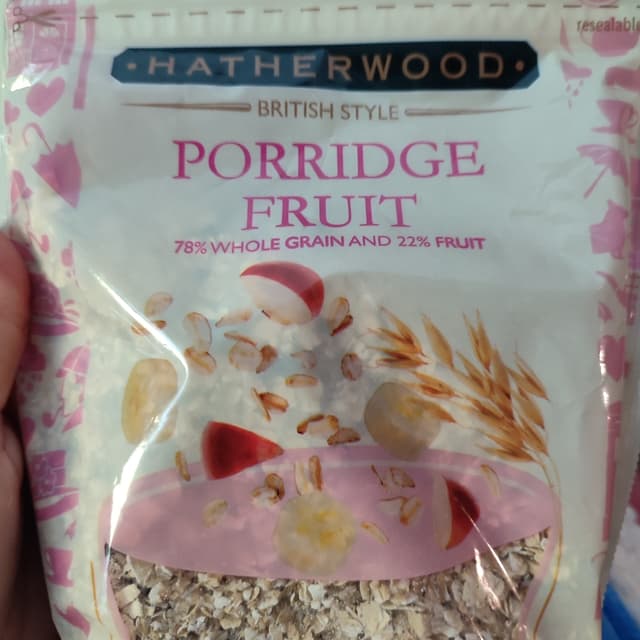 resealable
HATHERWOOD
BRITISH STYLE
PORRIDGE
FRUIT
78% WHOLE GRAIN AND 22% FRUIT